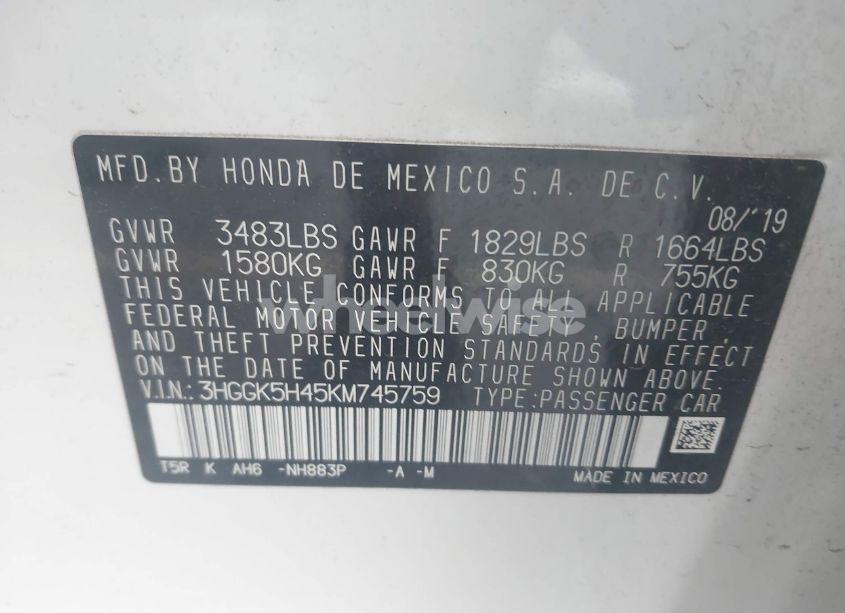 MFD. BY HONDA DE MEXICO S.A. DE C.V.
08/'19
GVWR 3483LBS GAWR F 1829LBS R 1664LBS
GVWR 1580KG GAWR F 830KG R 755KG
THIS VEHICLE CONFORMS TO ALL APPLICABLE
FEDERAL MOTOR VEHICLE SAFETY, BUMPER,
AND THEFT PREVENTION STANDARDS IN EFFECT
ON THE DATE OF MANUFACTURE SHOWN ABOVE.
V.I.N.: 3HGGK5H45KM745759 TYPE:PASSENGER CAR
T5R K AH6 -NH883P -A -M
MADE IN MEXICO
wheelwise